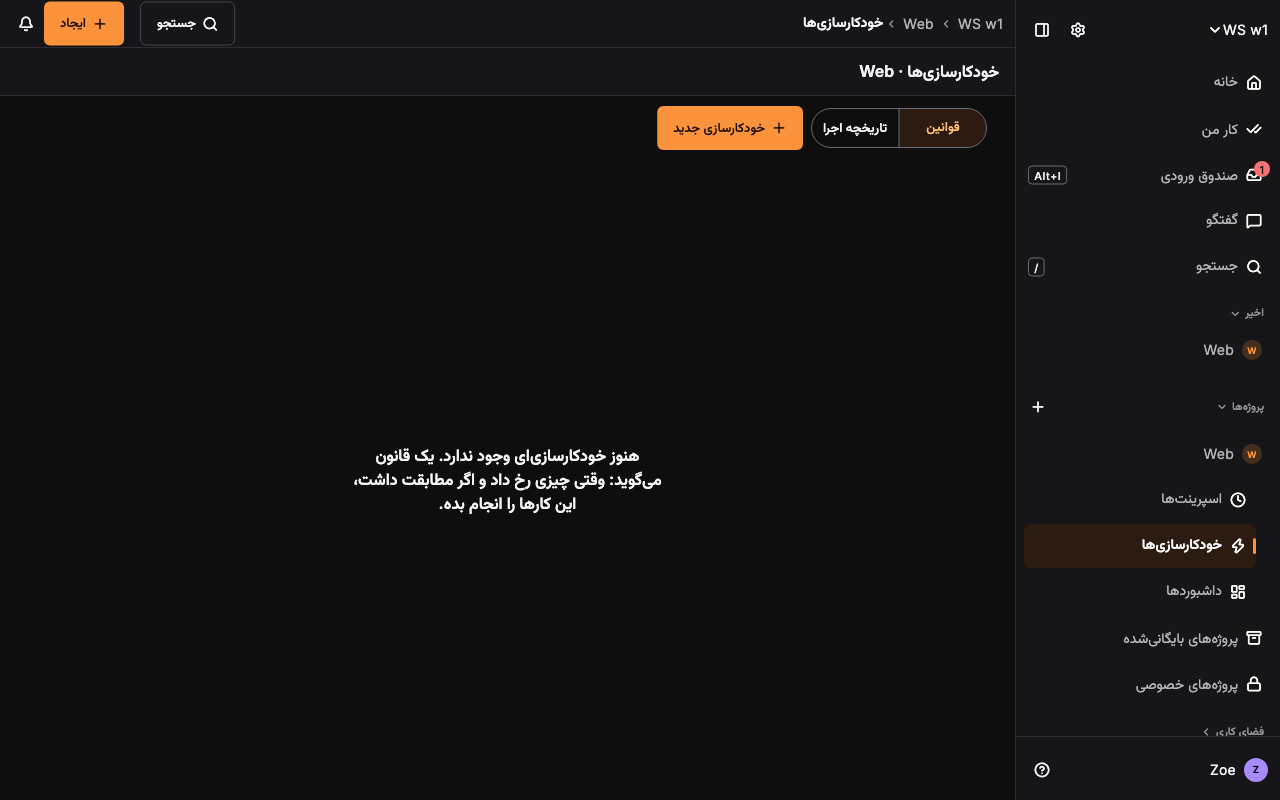 WS w1
خانه
کار من
صندوق ورودی
1
Alt+I
گفتگو
جستجو
/
اخیر
W Web
پروژه‌ها
W Web
اسپرینت‌ها
خودکارسازی‌ها
داشبوردها
پروژه‌های بایگانی‌شده
پروژه‌های خصوصی
فضای کاری
Z Zoe
WS w1 › Web › خودکارسازی‌ها
جستجو
ایجاد
خودکارسازی‌ها · Web
قوانین
تاریخچه اجرا
خودکارسازی جدید
هنوز خودکارسازی‌ای وجود ندارد. یک قانون
می‌گوید: وقتی چیزی رخ داد و اگر مطابقت داشت،
این کارها را انجام بده.